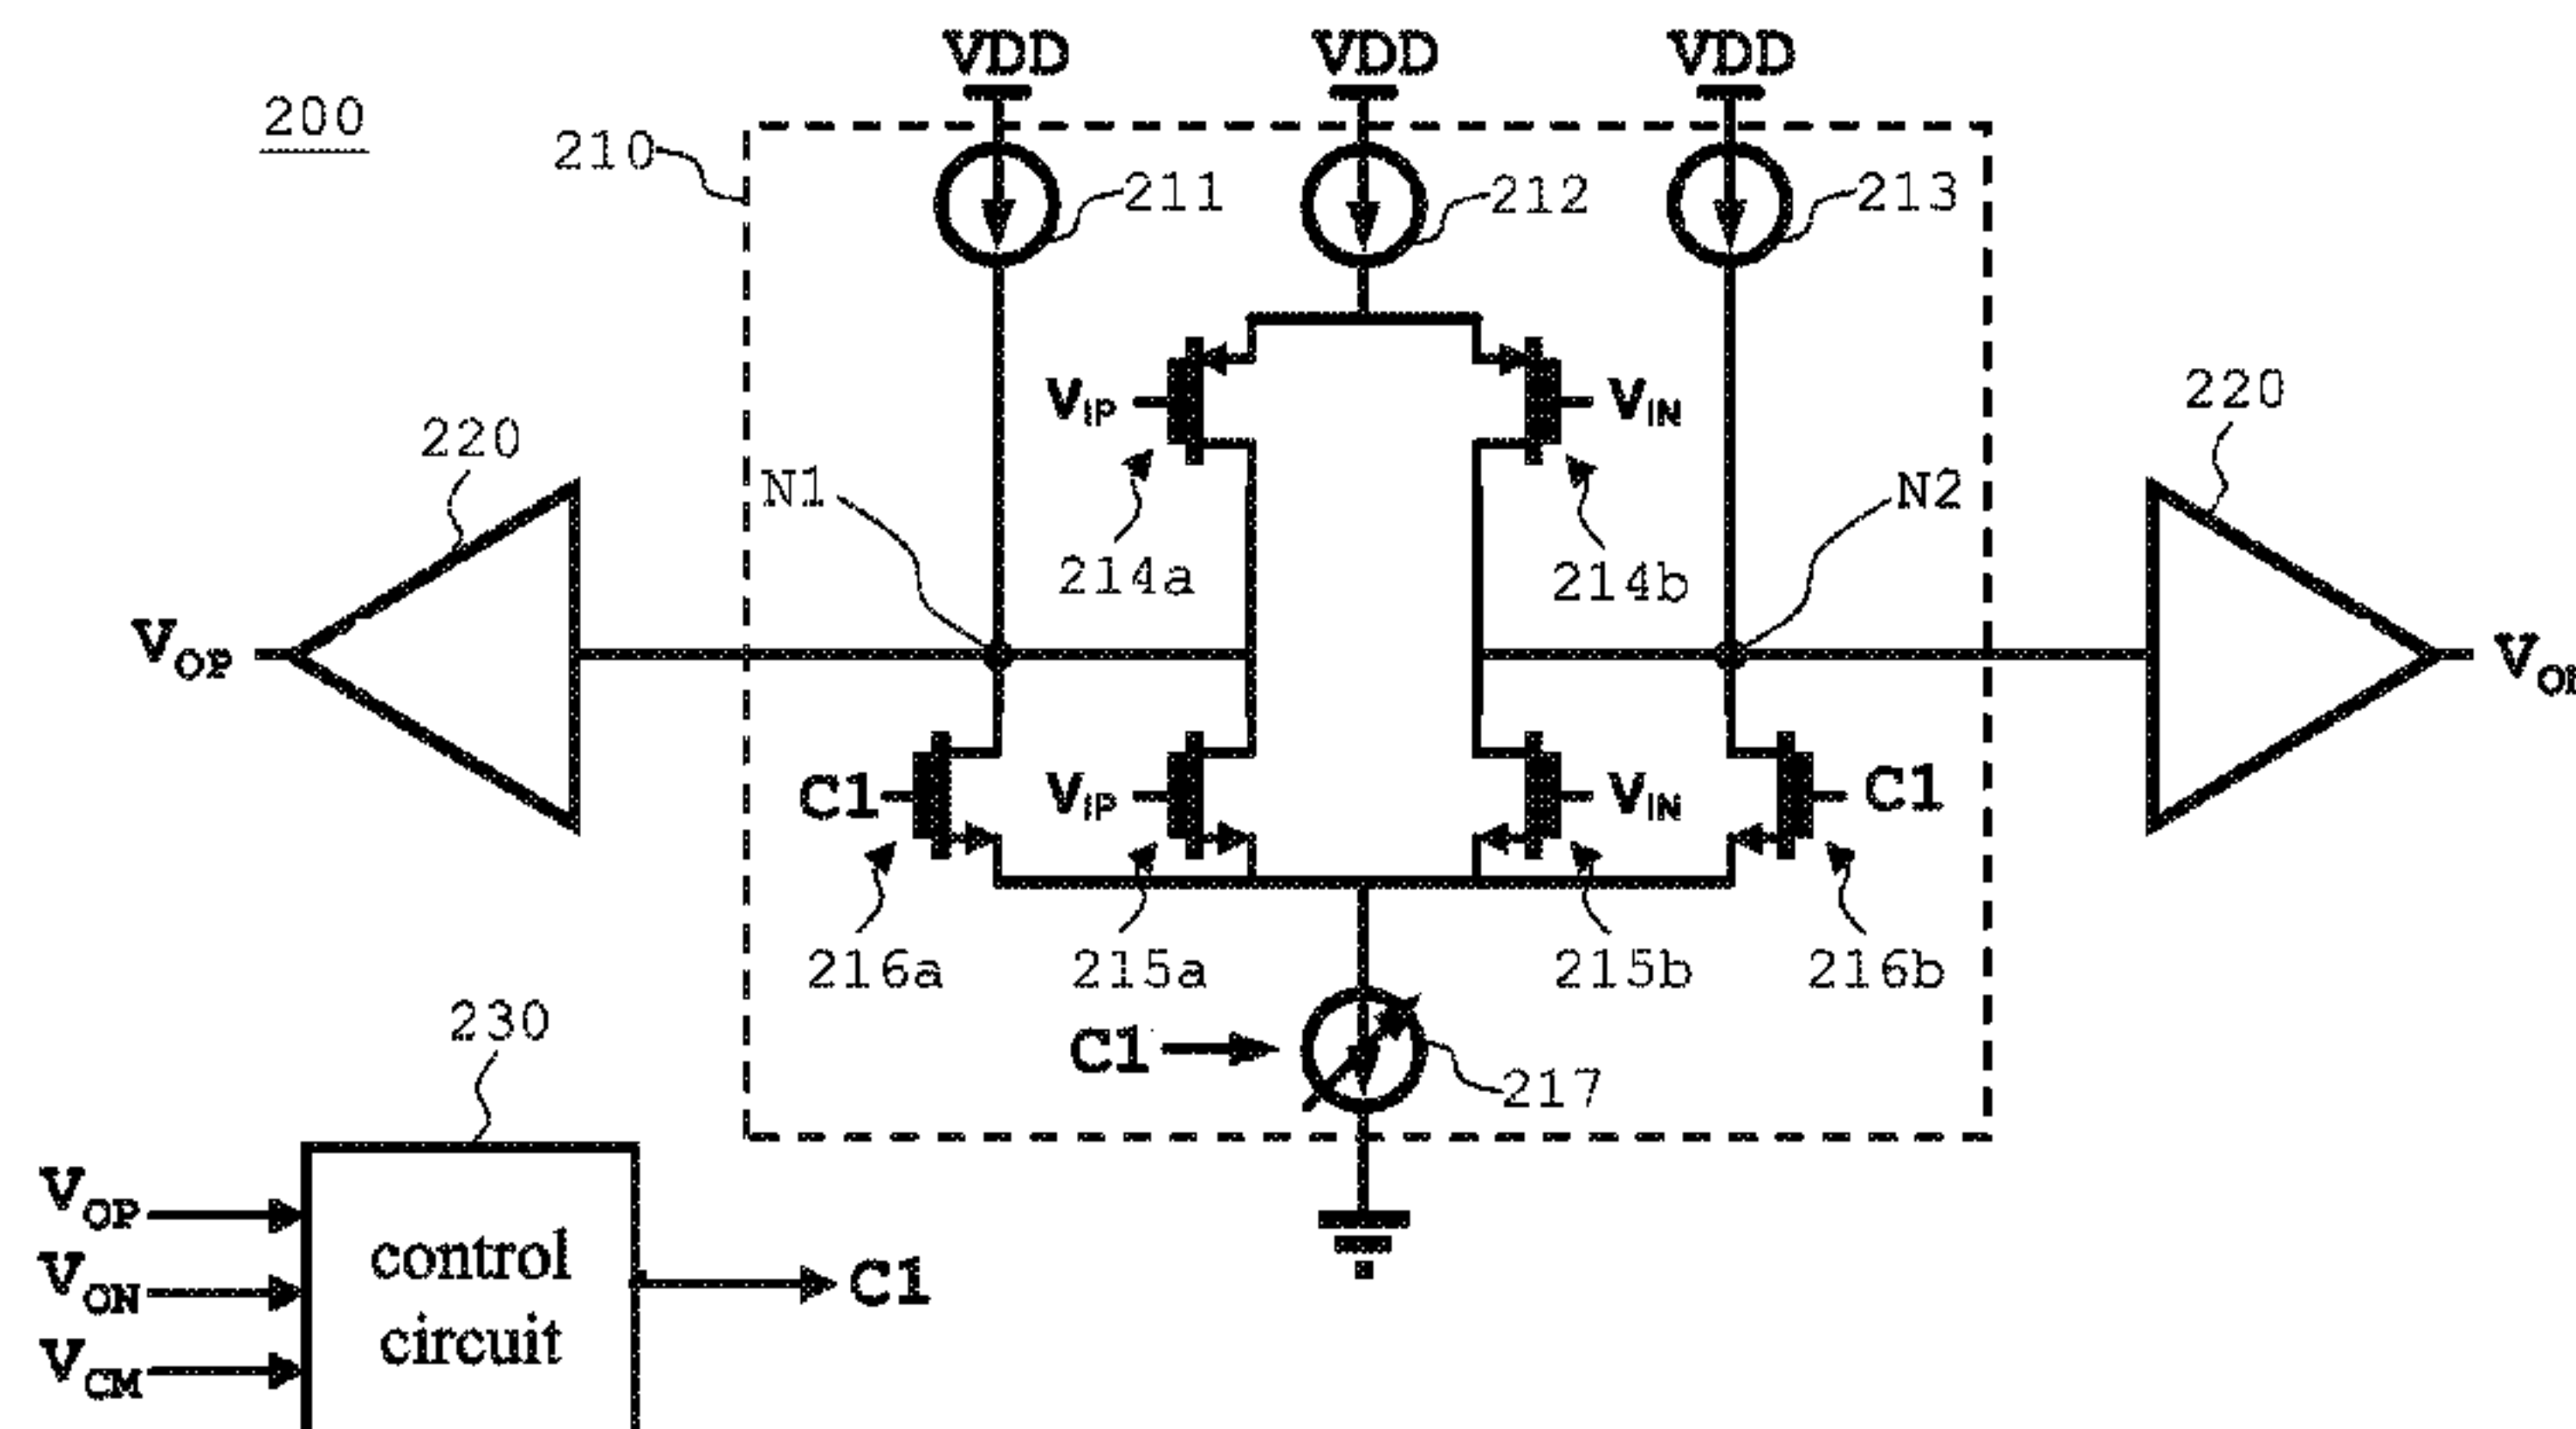 VDD VDD VDD
200
210
211 212 213
VIP VIN
220 220
N1 N2
214a 214b
VOP
C1 VIP VIN C1
216a 215a 215b 216b
230
C1
217
VOP
VON
VCM
control
circuit
C1